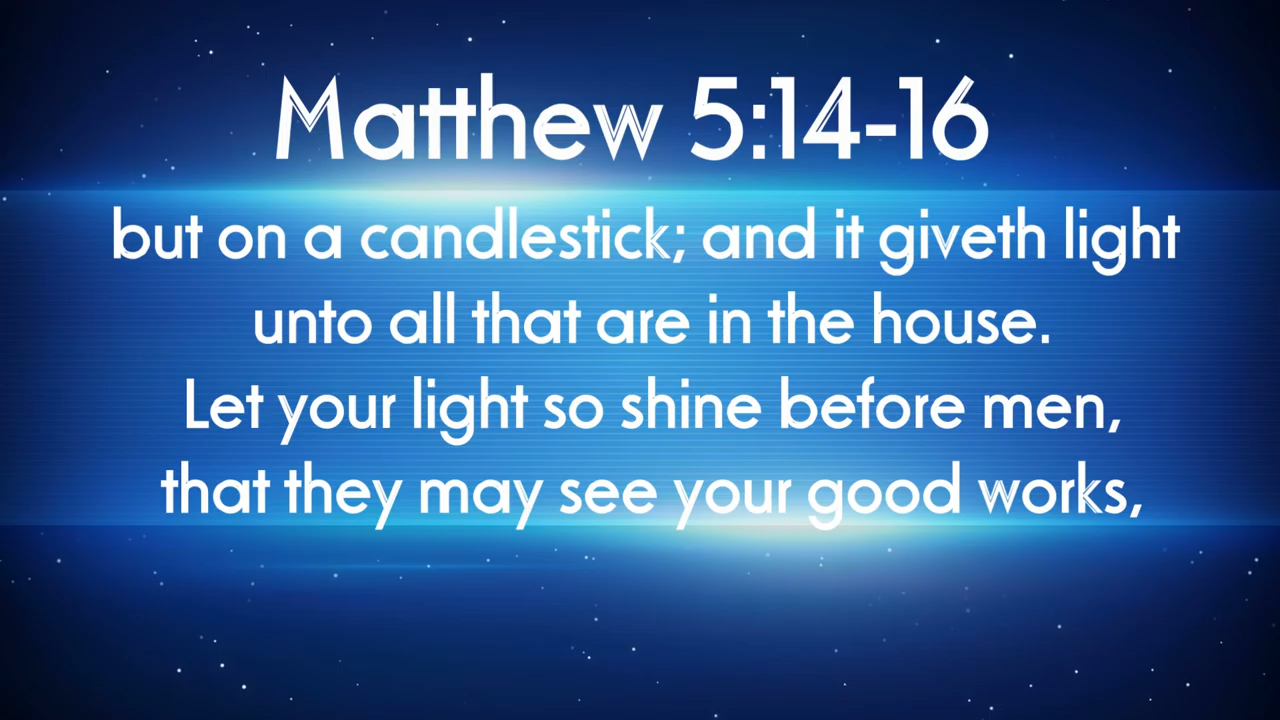 Matthew 5:14-16
but on a candlestick; and it giveth light
unto all that are in the house.
Let your light so shine before men,
that they may see your good works,